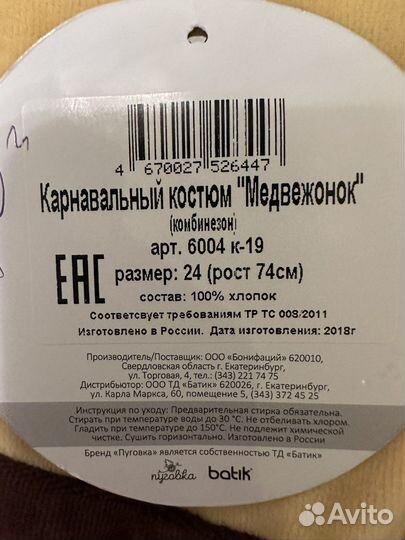 4 670027 526447
Карнавальный костюм "Медвежонок"
(комбинезон)
арт. 6004 к-19
EAC размер: 24 (рост 74см)
состав: 100% хлопок
Соответсвует требованиям ТР ТС 008/2011
Изготовлено в России. Дата изготовления: 2018г
Производитель/Поставщик: ООО «Бонифаций» 620010,
Свердловская область г. Екатеринбург,
ул. Торговая, 4, тел.: (343) 221 74 75
Дистрибьютор: ООО ТД «Батик» 620026, г. Екатеринбург,
ул. Карла Маркса, 60, помещение 5, (343) 372 45 25
Инструкция по уходу: Предварительная стирка обязательна.
Стирать при температуре воды до 30 °С. Не отбеливать хлором.
Гладить при температуре до 150°С. Не подлежит химической
чистке. Сушить горизонтально. Изготовлено в России
Бренд «Пуговка» является собственностью ТД «Батик»
пуговка batik
Avito